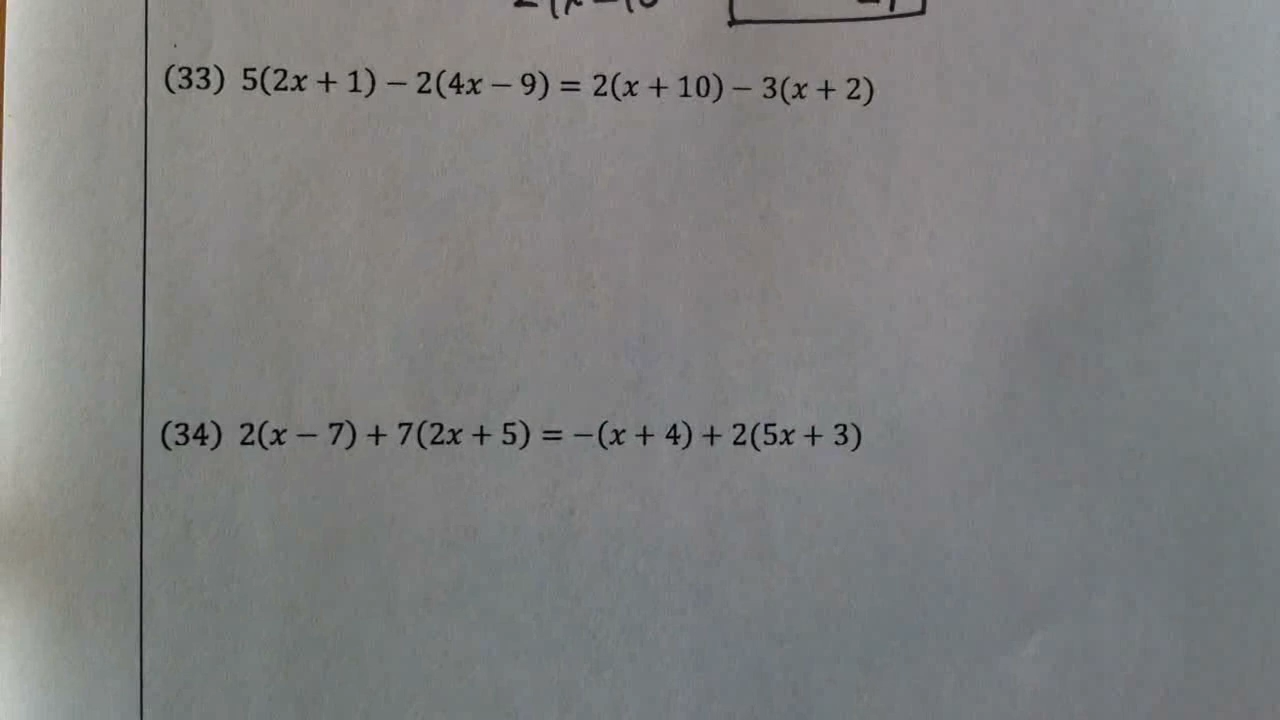 (33) 5(2x + 1) − 2(4x − 9) = 2(x + 10) − 3(x + 2)
(34) 2(x − 7) + 7(2x + 5) = −(x + 4) + 2(5x + 3)